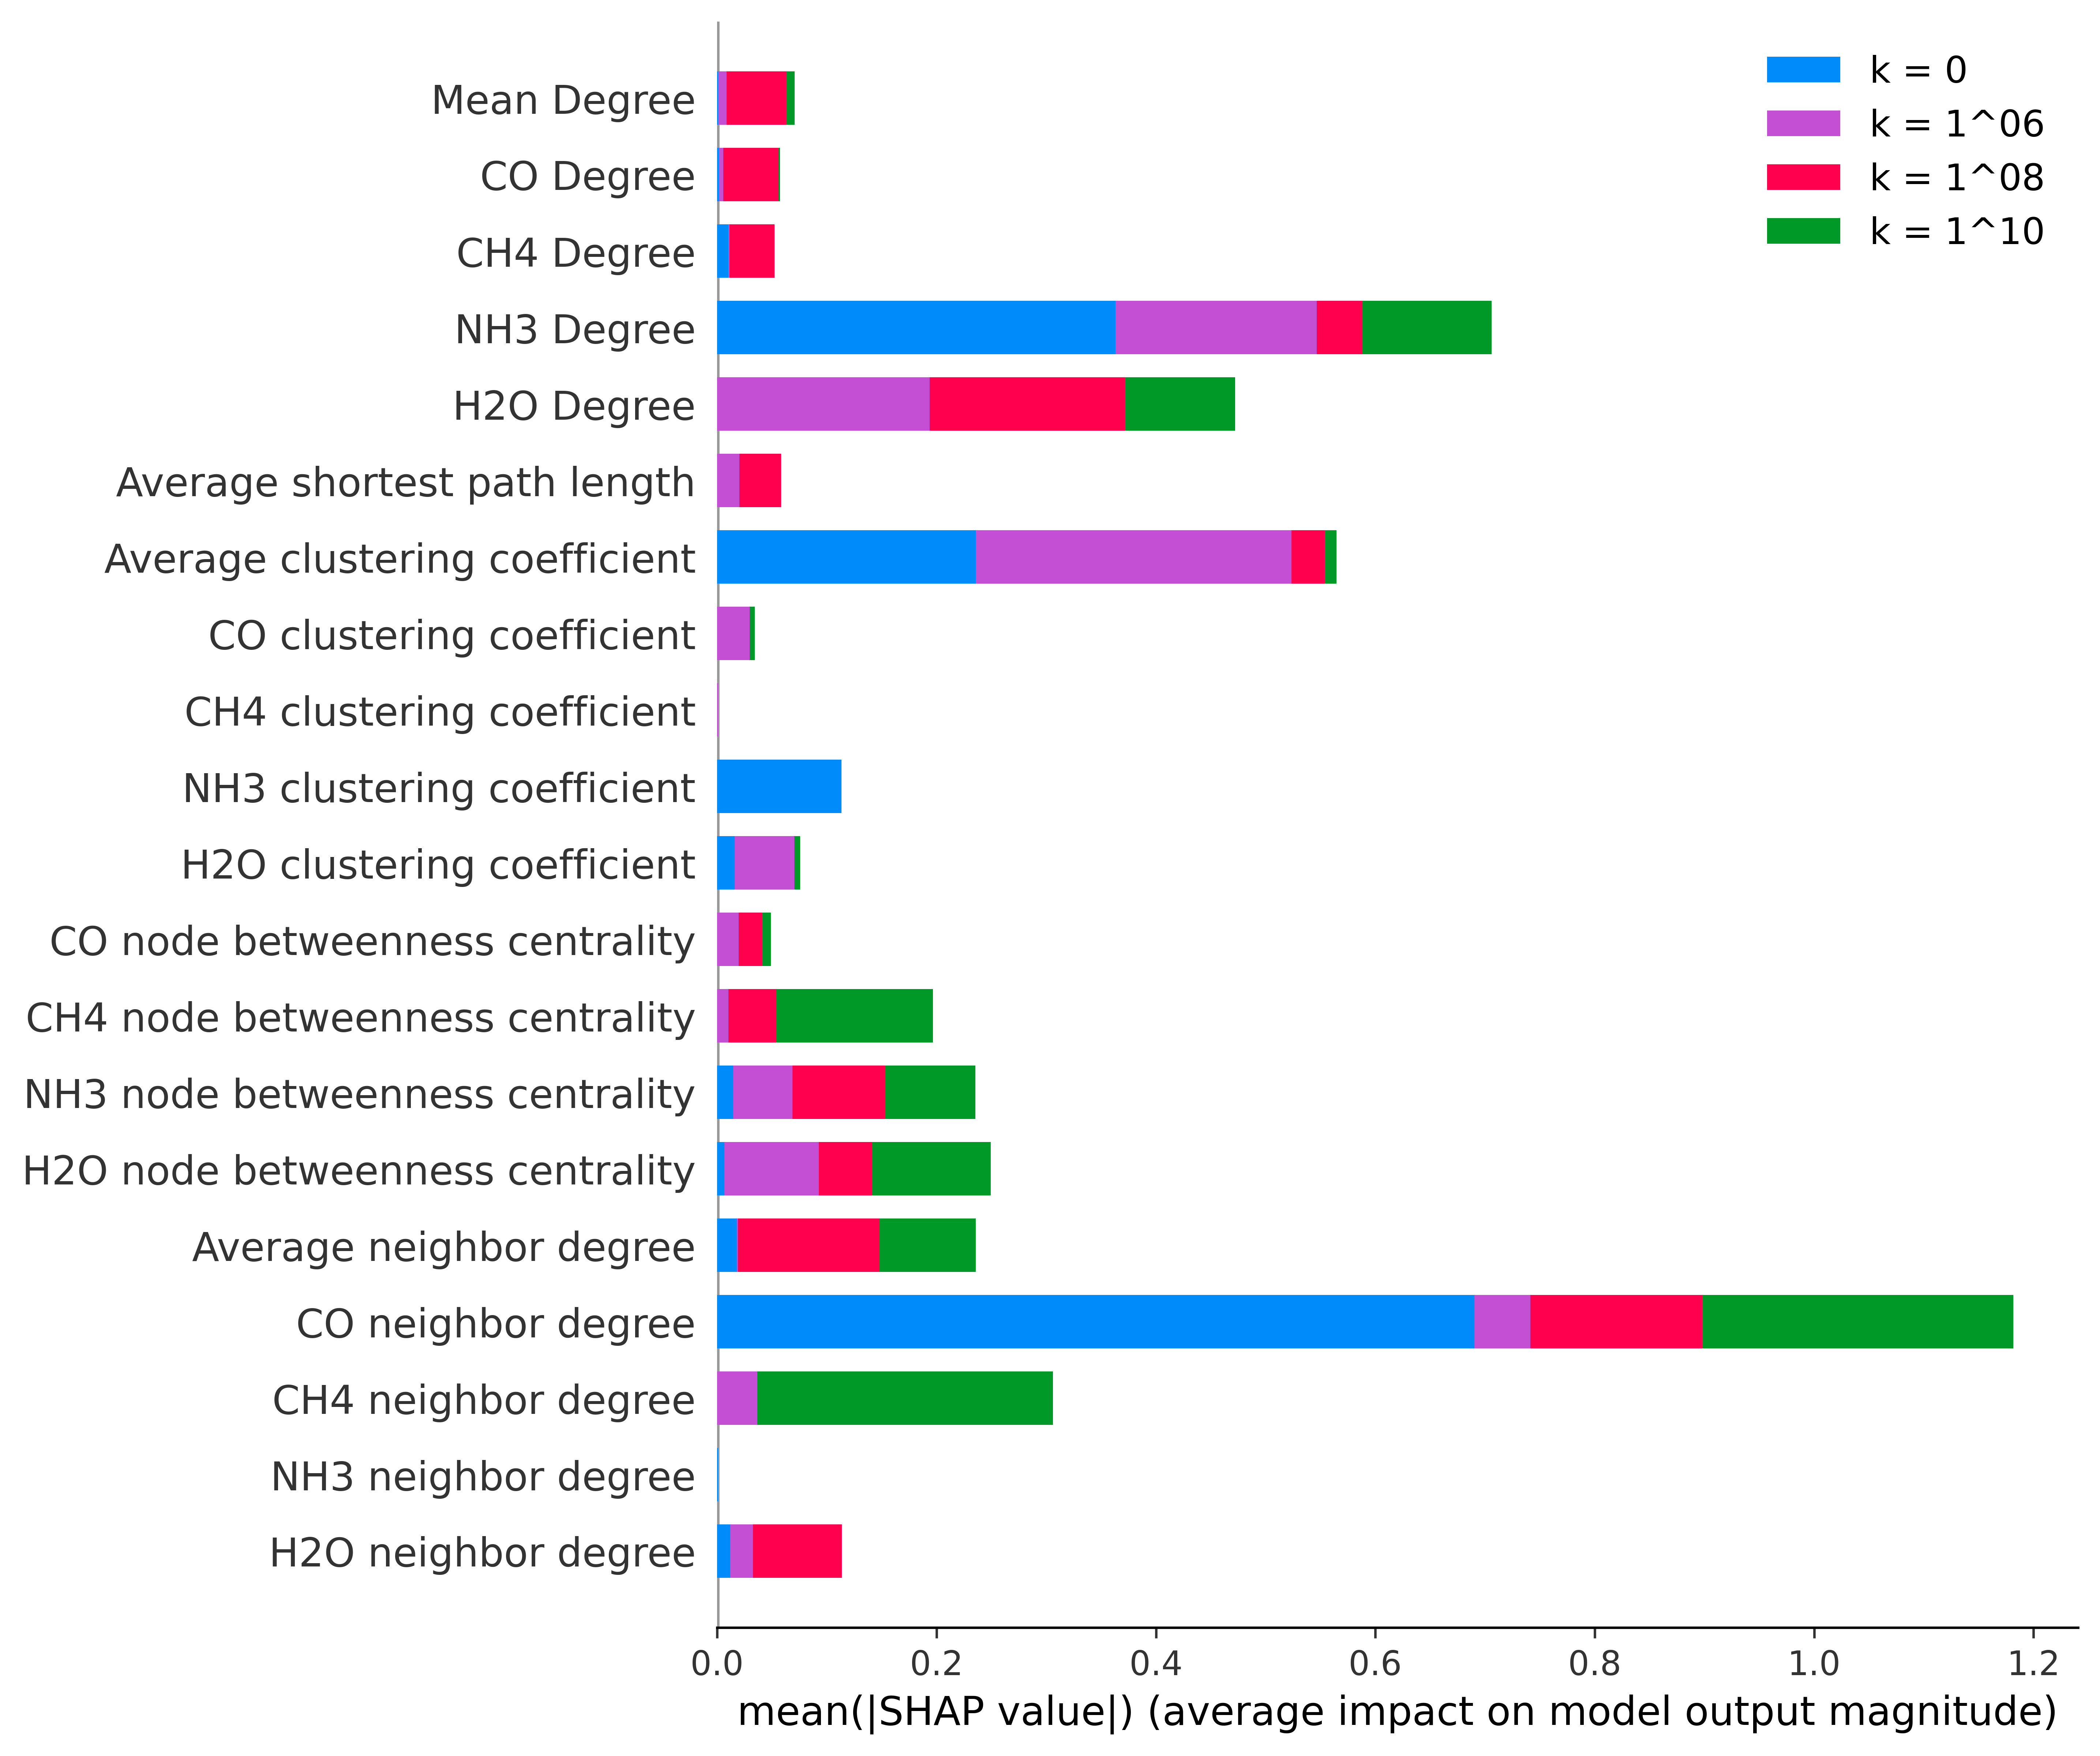 k = 0
k = 1^06
k = 1^08
k = 1^10
Mean Degree
CO Degree
CH4 Degree
NH3 Degree
H2O Degree
Average shortest path length
Average clustering coefficient
CO clustering coefficient
CH4 clustering coefficient
NH3 clustering coefficient
H2O clustering coefficient
CO node betweenness centrality
CH4 node betweenness centrality
NH3 node betweenness centrality
H2O node betweenness centrality
Average neighbor degree
CO neighbor degree
CH4 neighbor degree
NH3 neighbor degree
H2O neighbor degree
0.0 0.2 0.4 0.6 0.8 1.0 1.2
mean(|SHAP value|) (average impact on model output magnitude)